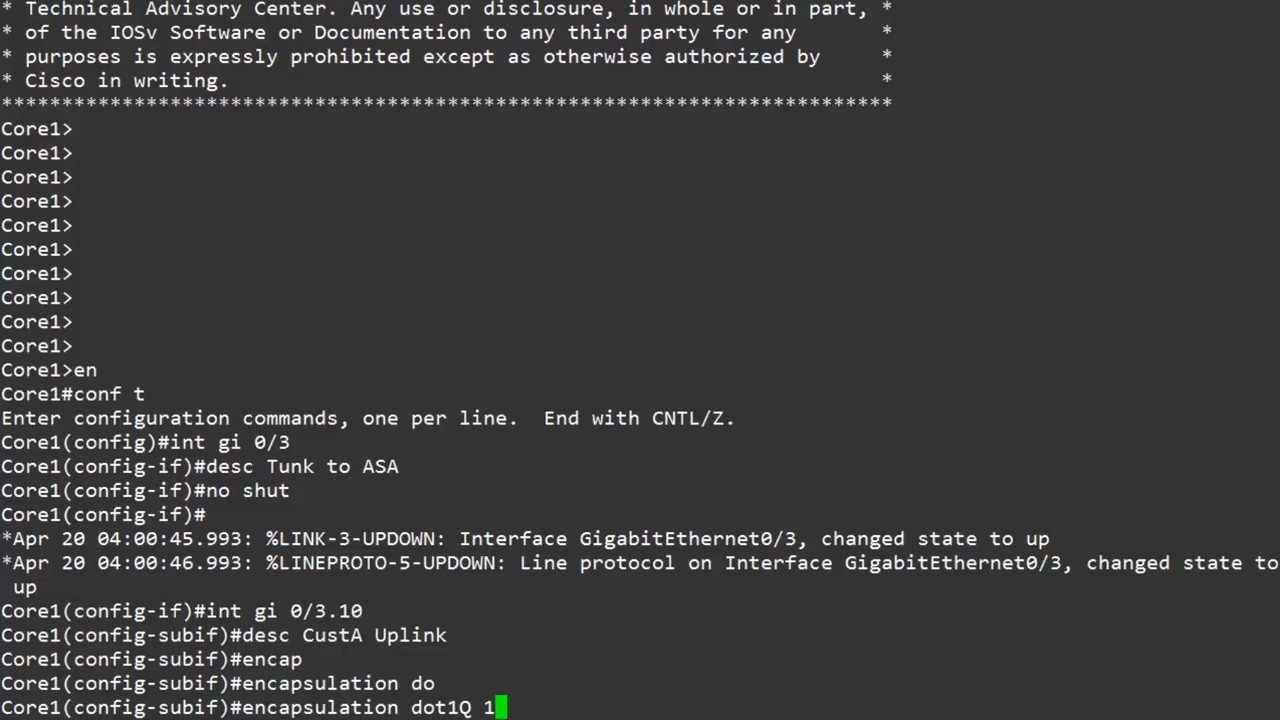 * Technical Advisory Center. Any use or disclosure, in whole or in part, *
* of the IOSv Software or Documentation to any third party for any       *
* purposes is expressly prohibited except as otherwise authorized by     *
* Cisco in writing.                                                      *
**************************************************************************
Core1>
Core1>
Core1>
Core1>
Core1>
Core1>
Core1>
Core1>
Core1>
Core1>
Core1>en
Core1#conf t
Enter configuration commands, one per line.  End with CNTL/Z.
Core1(config)#int gi 0/3
Core1(config-if)#desc Tunk to ASA
Core1(config-if)#no shut
Core1(config-if)#
*Apr 20 04:00:45.993: %LINK-3-UPDOWN: Interface GigabitEthernet0/3, changed state to up
*Apr 20 04:00:46.993: %LINEPROTO-5-UPDOWN: Line protocol on Interface GigabitEthernet0/3, changed state to
up
Core1(config-if)#int gi 0/3.10
Core1(config-subif)#desc CustA Uplink
Core1(config-subif)#encap
Core1(config-subif)#encapsulation do
Core1(config-subif)#encapsulation dot1Q 1